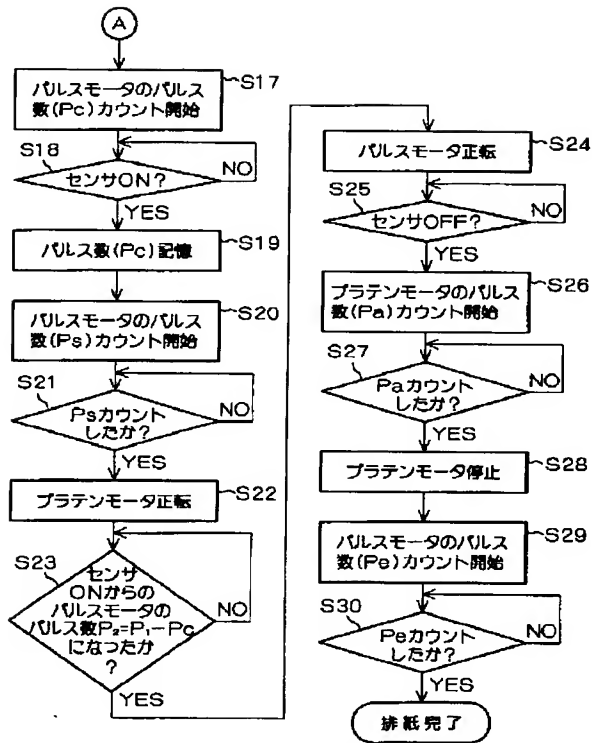 A
パルスモータのパルス
数(Pc)カウント開始
S17
S18
センサON?
NO
YES
パルス数(Pc)記憶
S19
パルスモータのパルス
数(Ps)カウント開始
S20
S21
Psカウント
したか?
NO
YES
プラテンモータ正転
S22
S23
センサ
ONからの
パルスモータの
パルス数P₂=P₁-Pc
になつたか
?
NO
YES
パルスモータ正転
S24
S25
センサOFF?
NO
YES
プラテンモータのパルス
数(Pa)カウント開始
S26
S27
Paカウント
したか?
NO
YES
プラテンモータ停止
S28
パルスモータのパルス
数(Pe)カウント開始
S29
S30
Peカウント
したか?
NO
YES
排紙完了